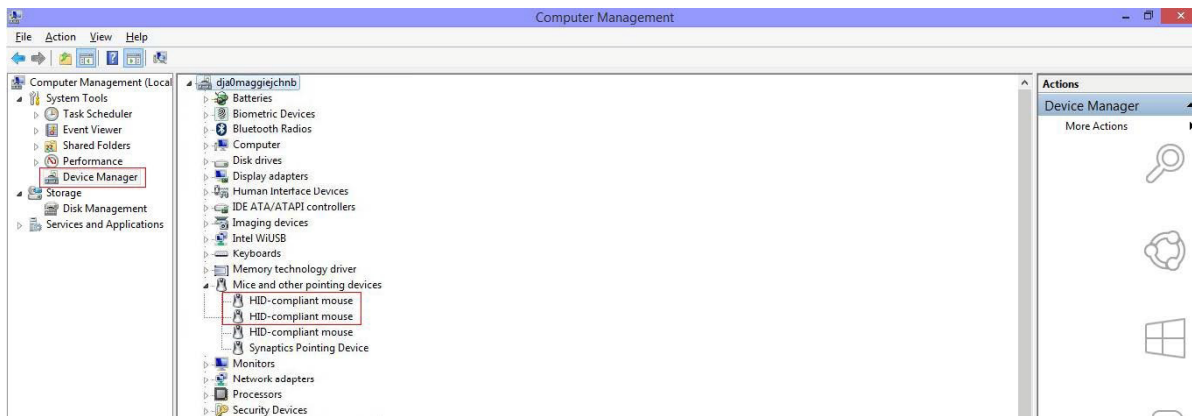 Computer Management
File Action View Help
Computer Management (Local
System Tools
Task Scheduler
Event Viewer
Shared Folders
Performance
Device Manager
Storage
Disk Management
Services and Applications
dja0maggiejchnb
Batteries
Biometric Devices
Bluetooth Radios
Computer
Disk drives
Display adapters
Human Interface Devices
IDE ATA/ATAPI controllers
Imaging devices
Intel WiUSB
Keyboards
Memory technology driver
Mice and other pointing devices
HID-compliant mouse
HID-compliant mouse
HID-compliant mouse
Synaptics Pointing Device
Monitors
Network adapters
Processors
Security Devices
Actions
Device Manager
More Actions